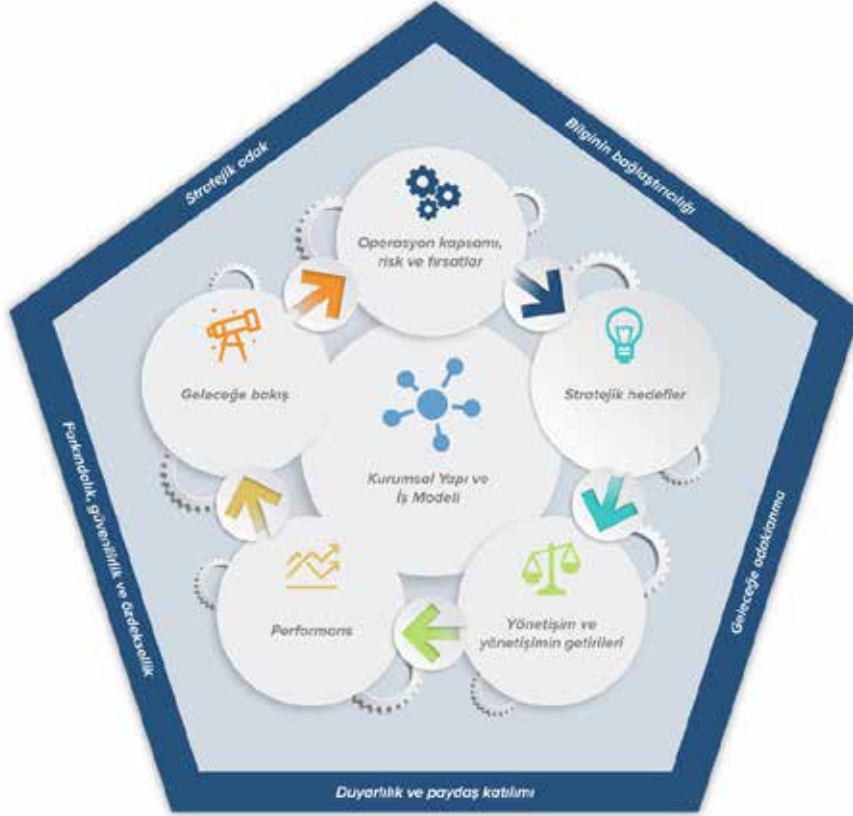 Stratejik odak
Bilginin bağlaştırıcılığı
Operasyon kapsamı,
risk ve fırsatlar
Geleceğe bakış
Stratejik hedefler
Kurumsal Yapı ve
İş Modeli
Farkındalık, güvenilirlik ve özdeksellik
Geleceğe odaklanma
Performans
Yönetişim ve
yönetişimin getirileri
Duyarlılık ve paydaş katılımı